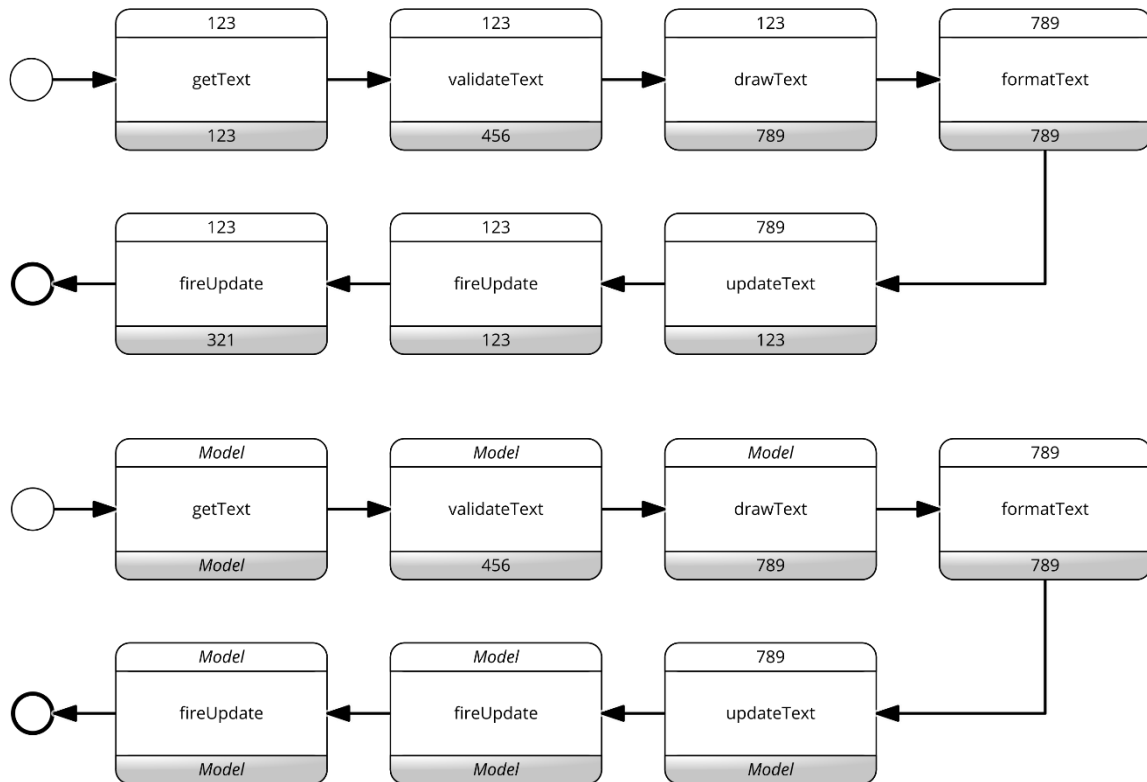 123 123 123 789
getText validateText drawText formatText
123 456 789 789
123 123 789
fireUpdate fireUpdate updateText
321 123 123
Model Model Model 789
getText validateText drawText formatText
Model 456 789 789
Model Model 789
fireUpdate fireUpdate updateText
Model Model Model